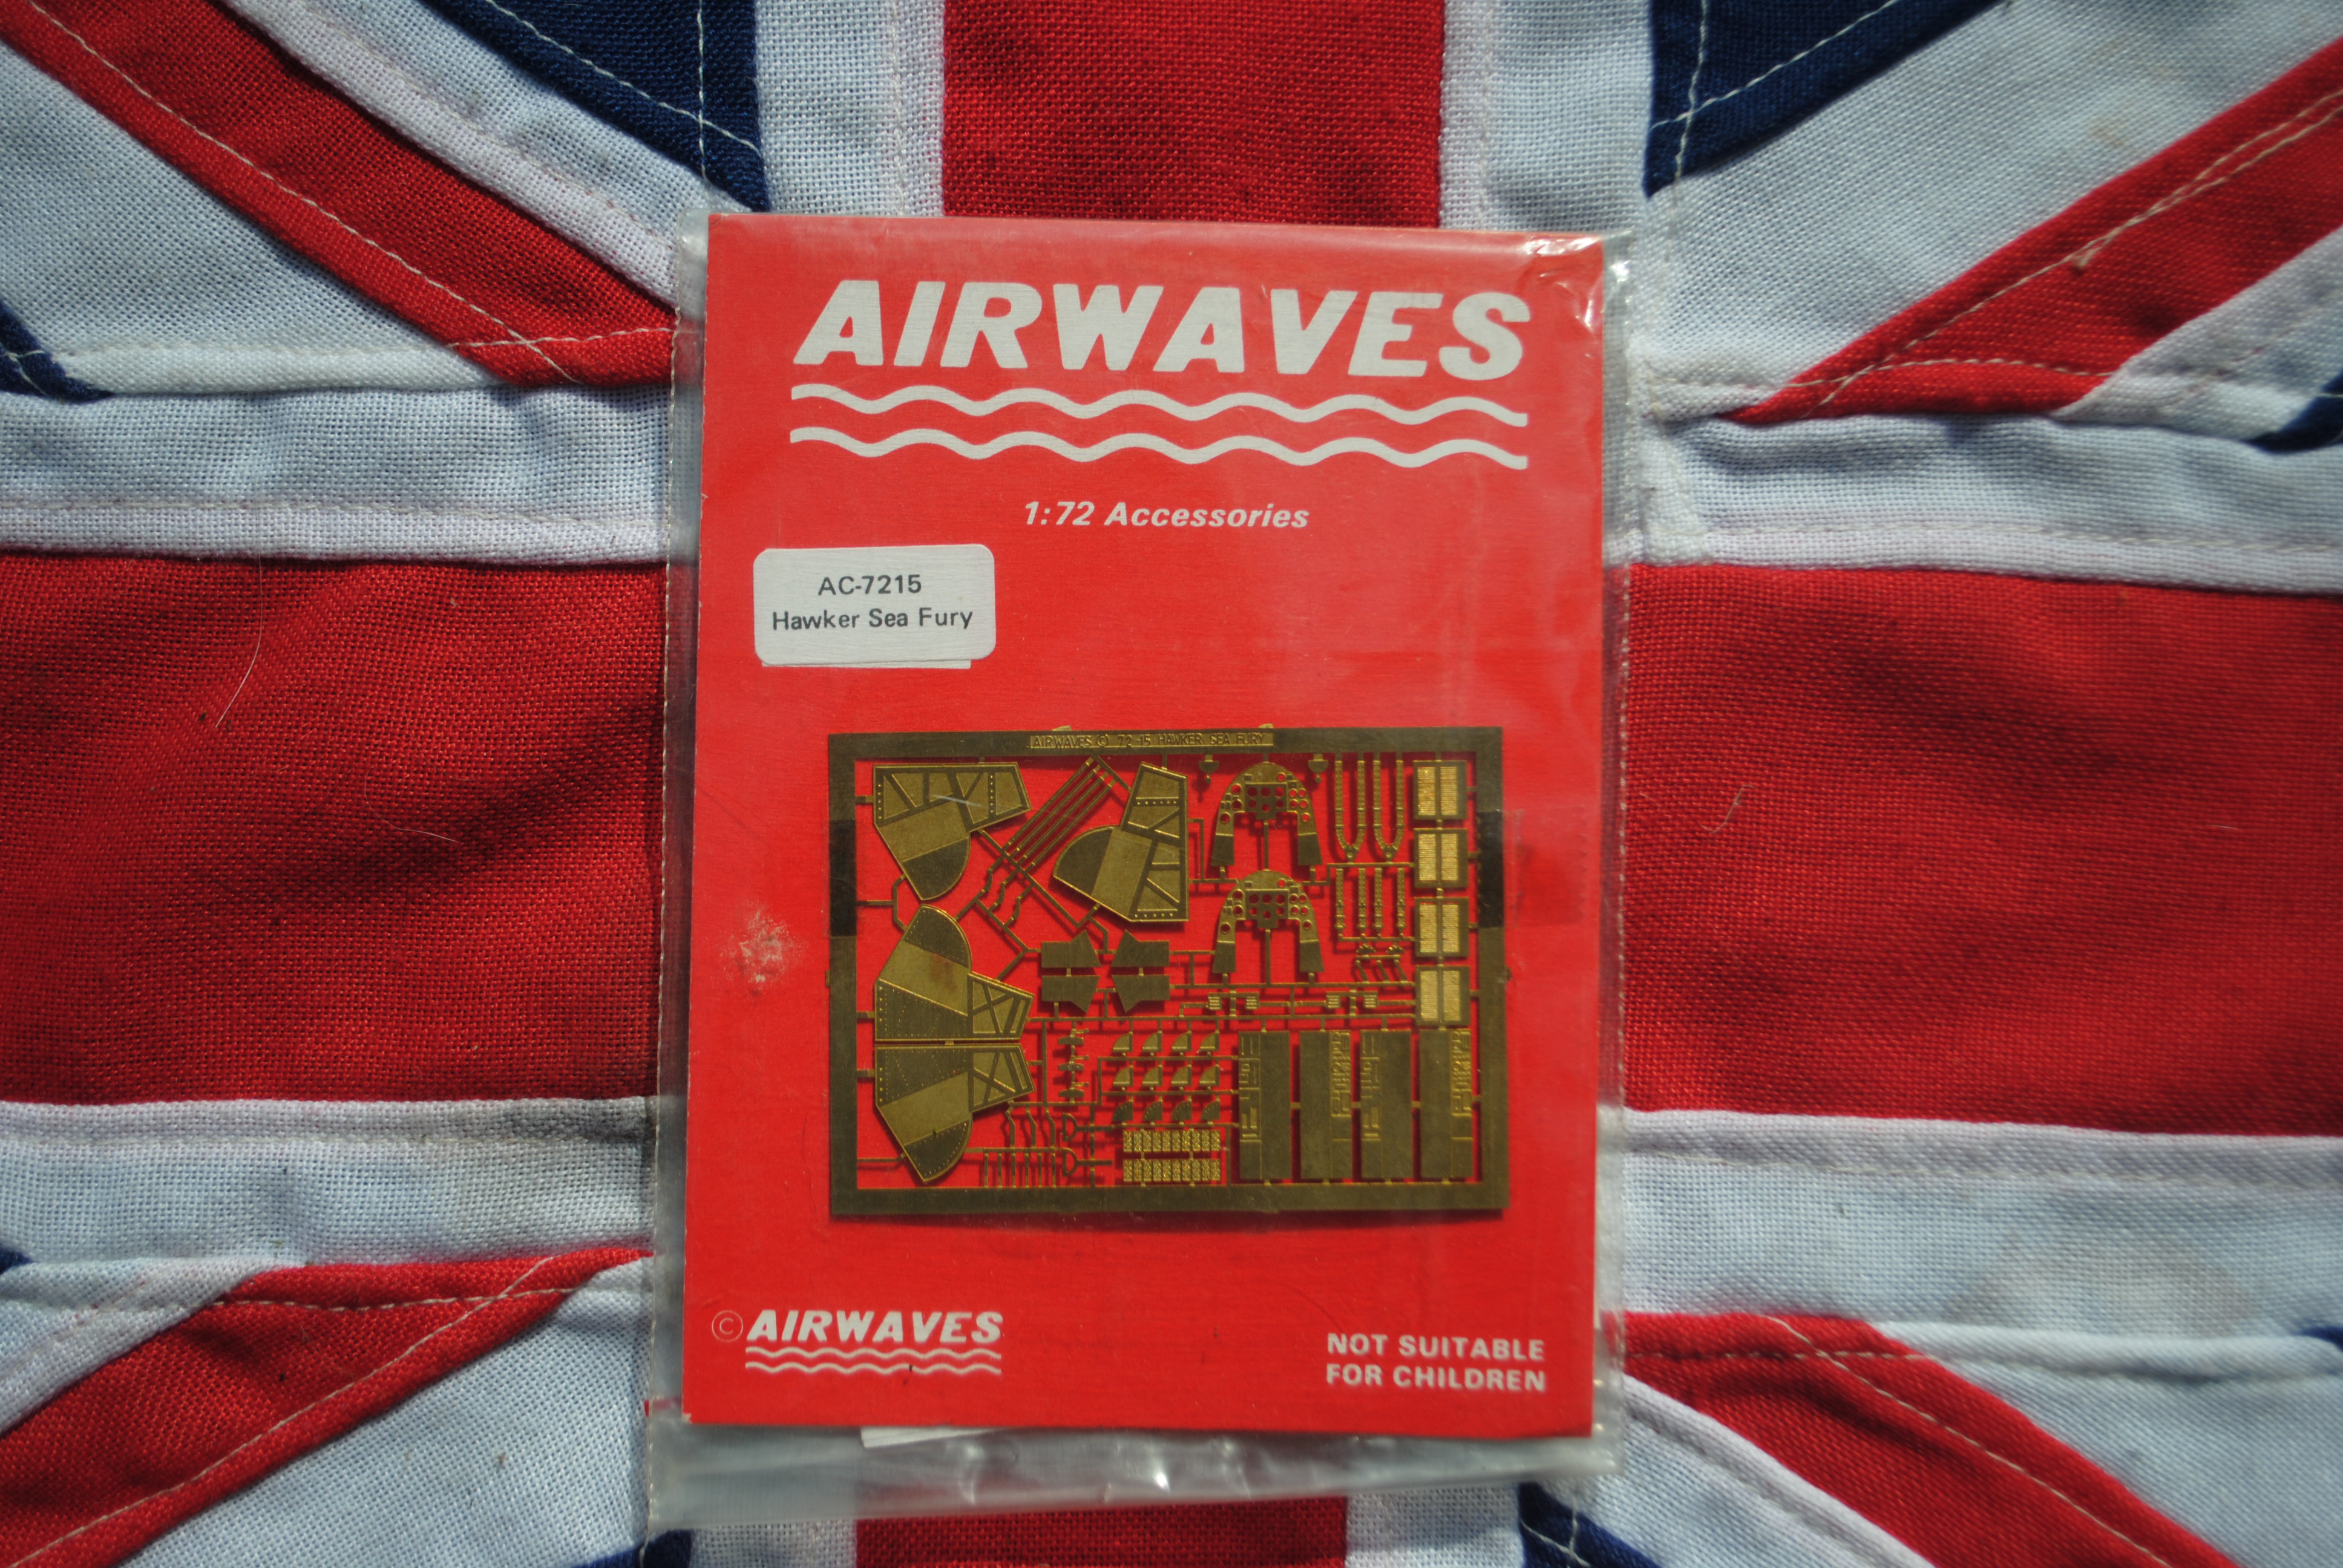 AIRWAVES
1:72 Accessories
AC-7215
Hawker Sea Fury
AIRWAVES © 72-15 HAWKER SEA FURY
© AIRWAVES
NOT SUITABLE
FOR CHILDREN